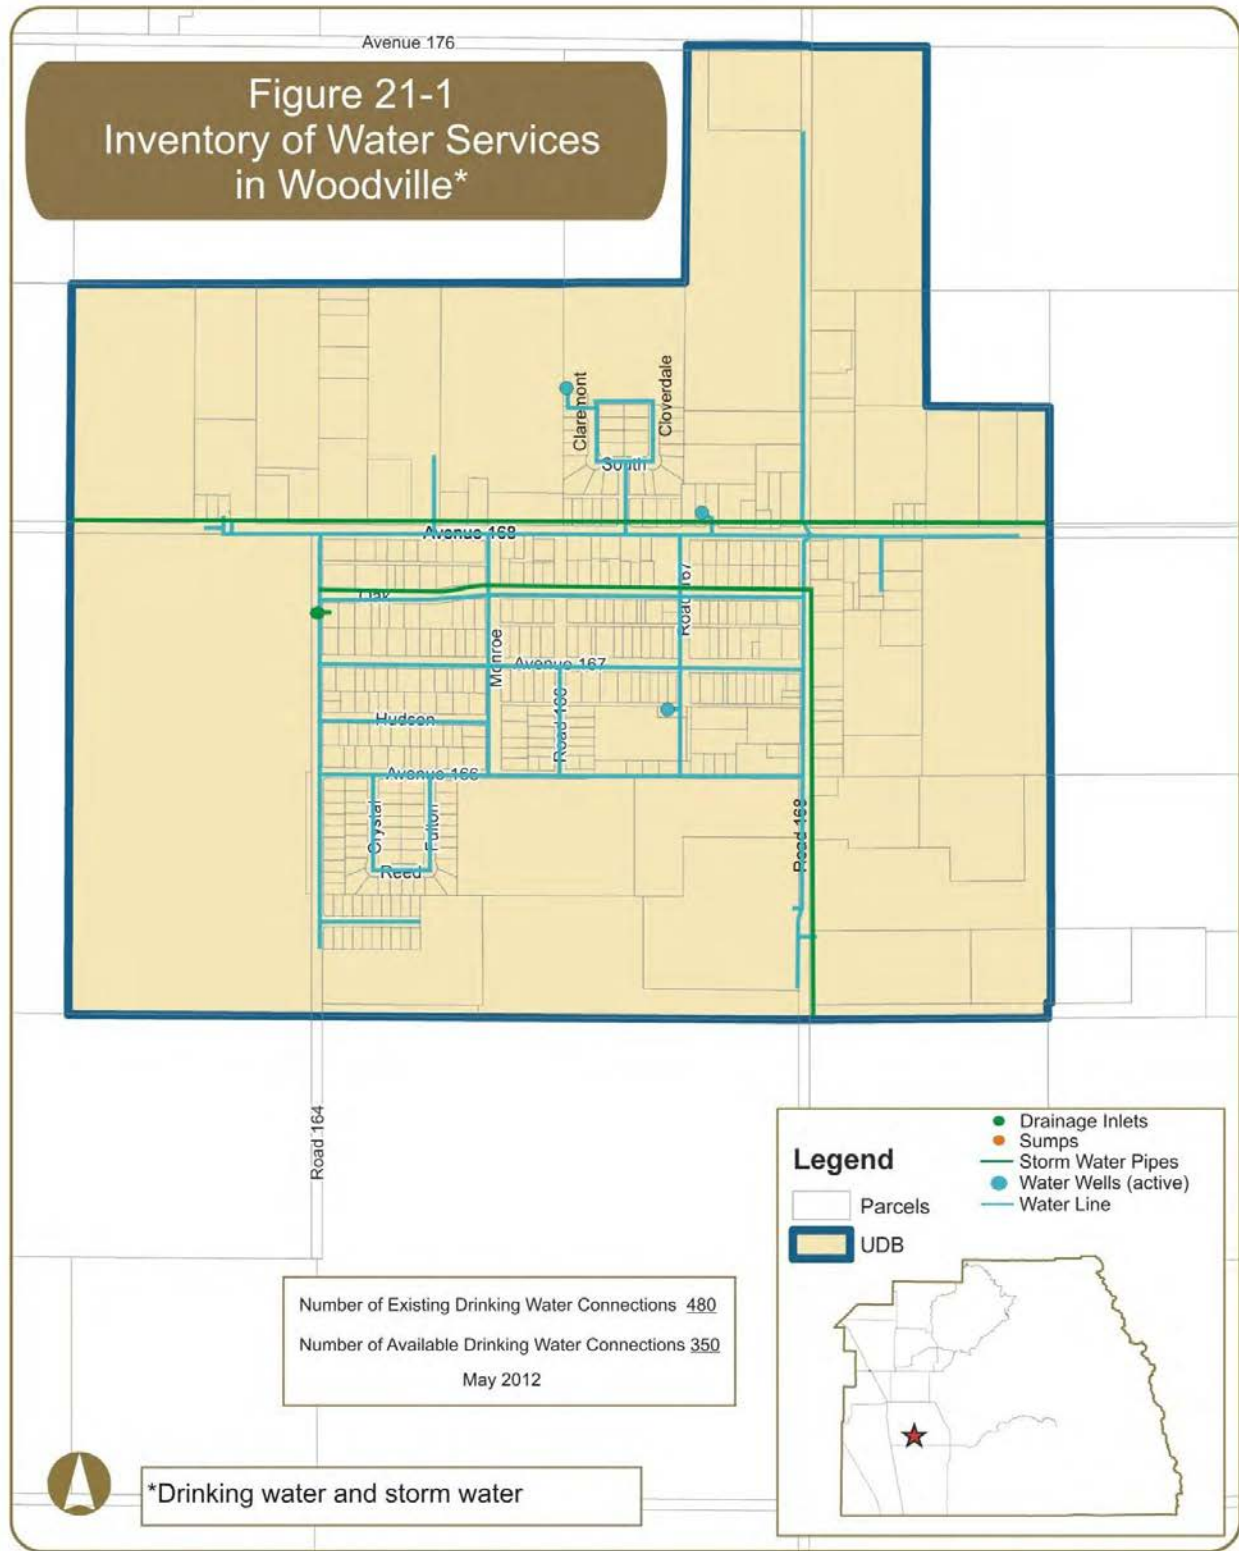 Avenue 176
Figure 21-1
Inventory of Water Services
in Woodville*
Claremont
Cloverdale
South
Avenue 168
Oak
Road 167
Monroe
Avenue 167
Road 166
Hudson
Avenue 166
Crystal
Fulton
Reed
Road 168
Road 164
Legend
Parcels
UDB
Drainage Inlets
Sumps
Storm Water Pipes
Water Wells (active)
Water Line
Number of Existing Drinking Water Connections 480
Number of Available Drinking Water Connections 350
May 2012
*Drinking water and storm water